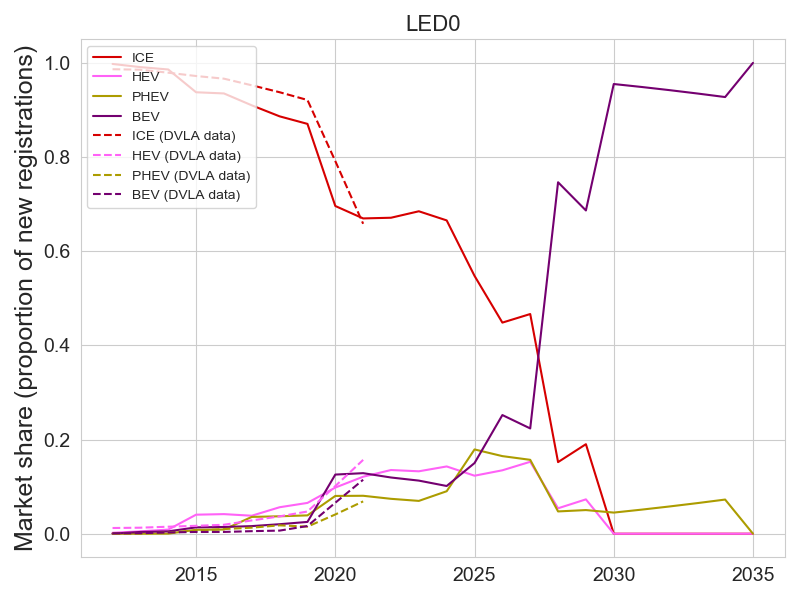 LED0
Market share (proportion of new registrations)
1.0
0.8
0.6
0.4
0.2
0.0
ICE
HEV
PHEV
BEV
ICE (DVLA data)
HEV (DVLA data)
PHEV (DVLA data)
BEV (DVLA data)
2015
2020
2025
2030
2035